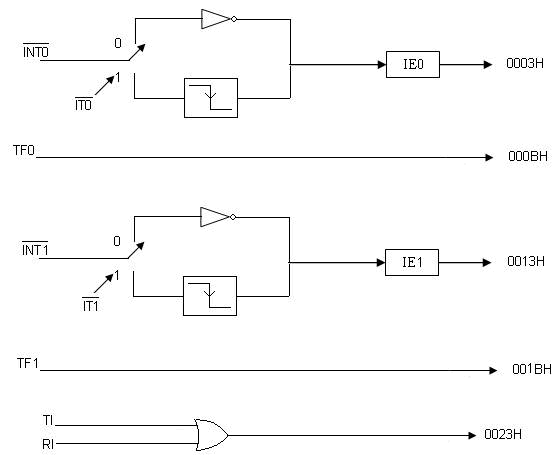 0
INT0
IE0
0003H
1
IT0
TF0
000BH
0
INT1
IE1
0013H
1
IT1
TF1
001BH
TI
0023H
RI